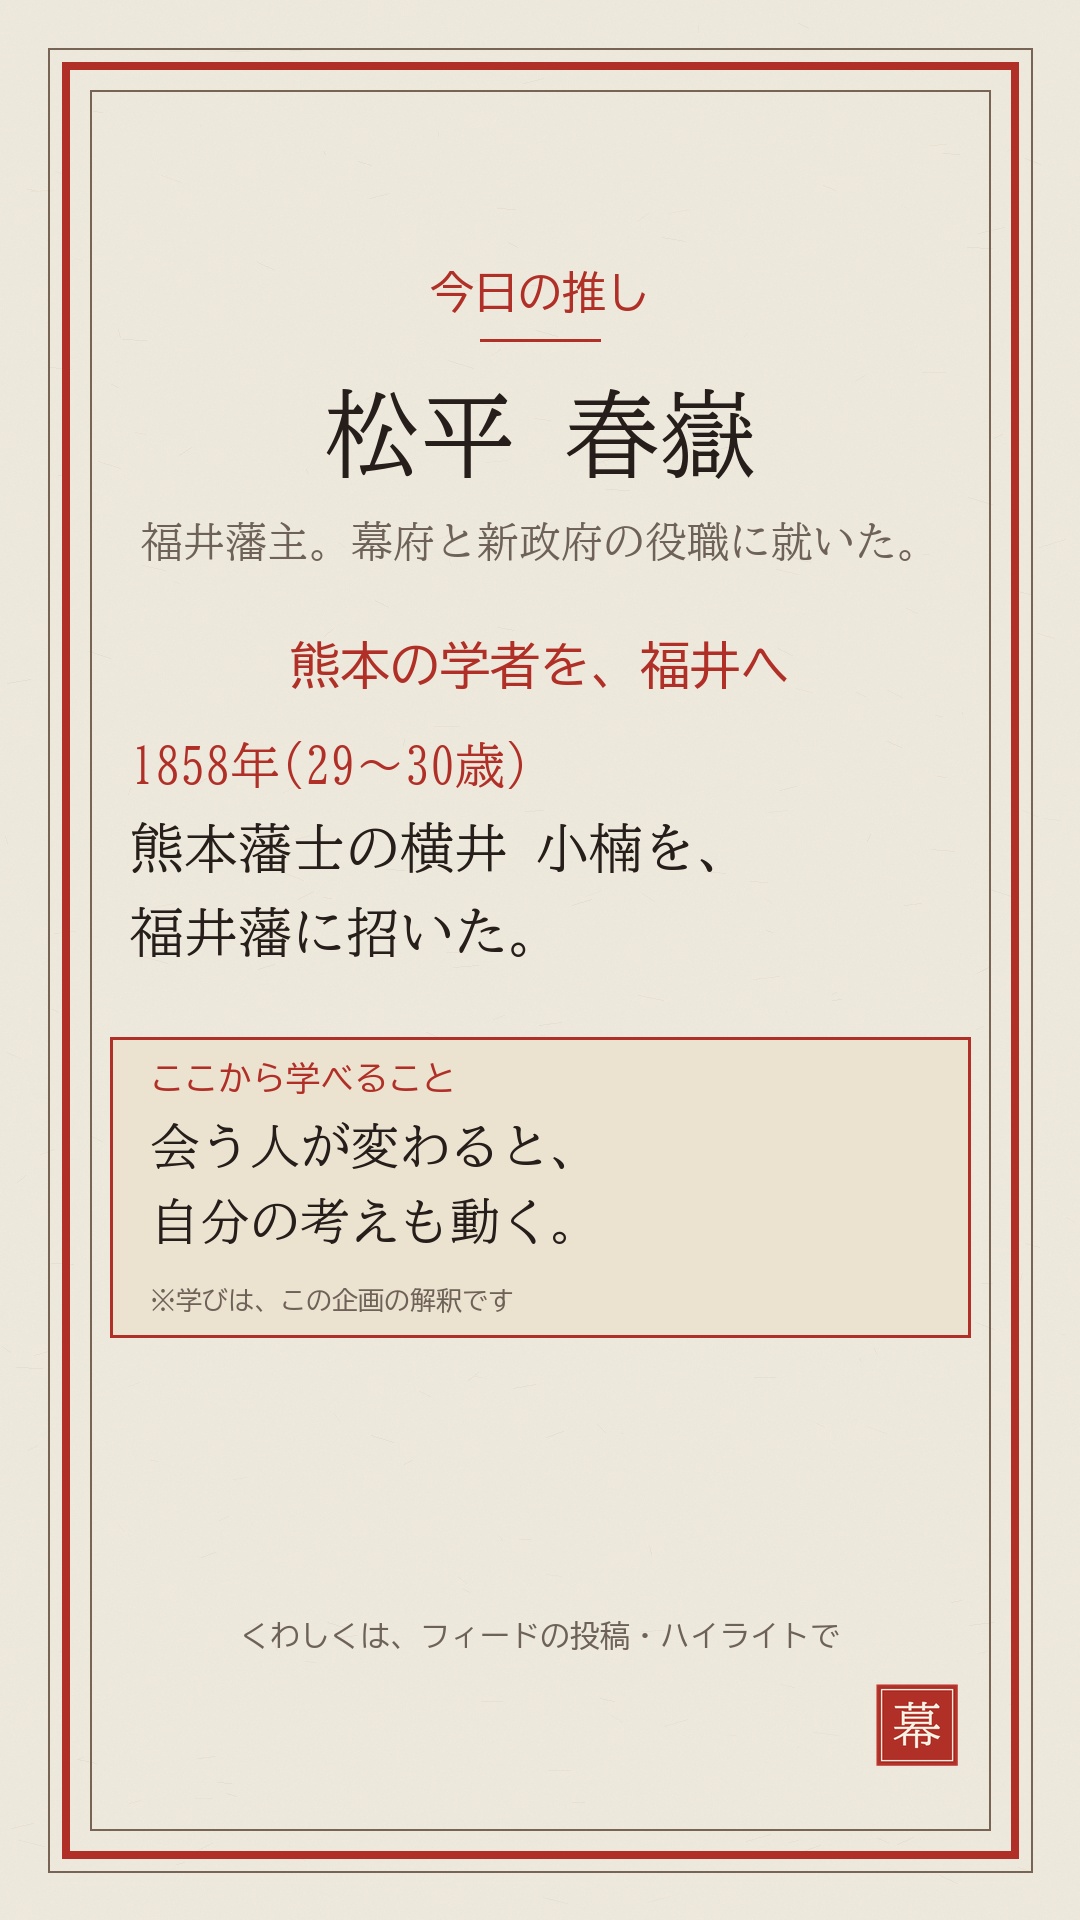 今日の推し
松平 春嶽
福井藩主。幕府と新政府の役職に就いた。
熊本の学者を、福井へ
1858年(29〜30歳)
熊本藩士の横井 小楠を、
福井藩に招いた。
ここから学べること
会う人が変わると、
自分の考えも動く。
※学びは、この企画の解釈です
くわしくは、フィードの投稿・ハイライトで
幕